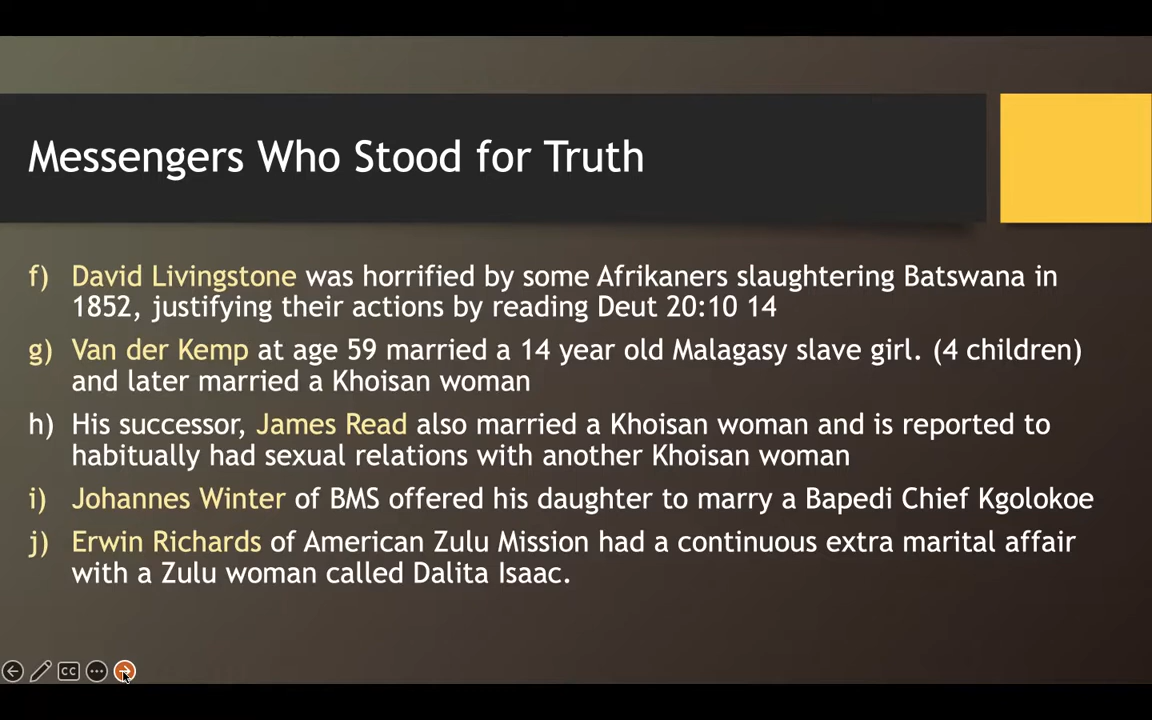 Messengers Who Stood for Truth
f) David Livingstone was horrified by some Afrikaners slaughtering Batswana in
1852, justifying their actions by reading Deut 20:10 14
g) Van der Kemp at age 59 married a 14 year old Malagasy slave girl. (4 children)
and later married a Khoisan woman
h) His successor, James Read also married a Khoisan woman and is reported to
habitually had sexual relations with another Khoisan woman
i) Johannes Winter of BMS offered his daughter to marry a Bapedi Chief Kgolokoe
j) Erwin Richards of American Zulu Mission had a continuous extra marital affair
with a Zulu woman called Dalita Isaac.
CC